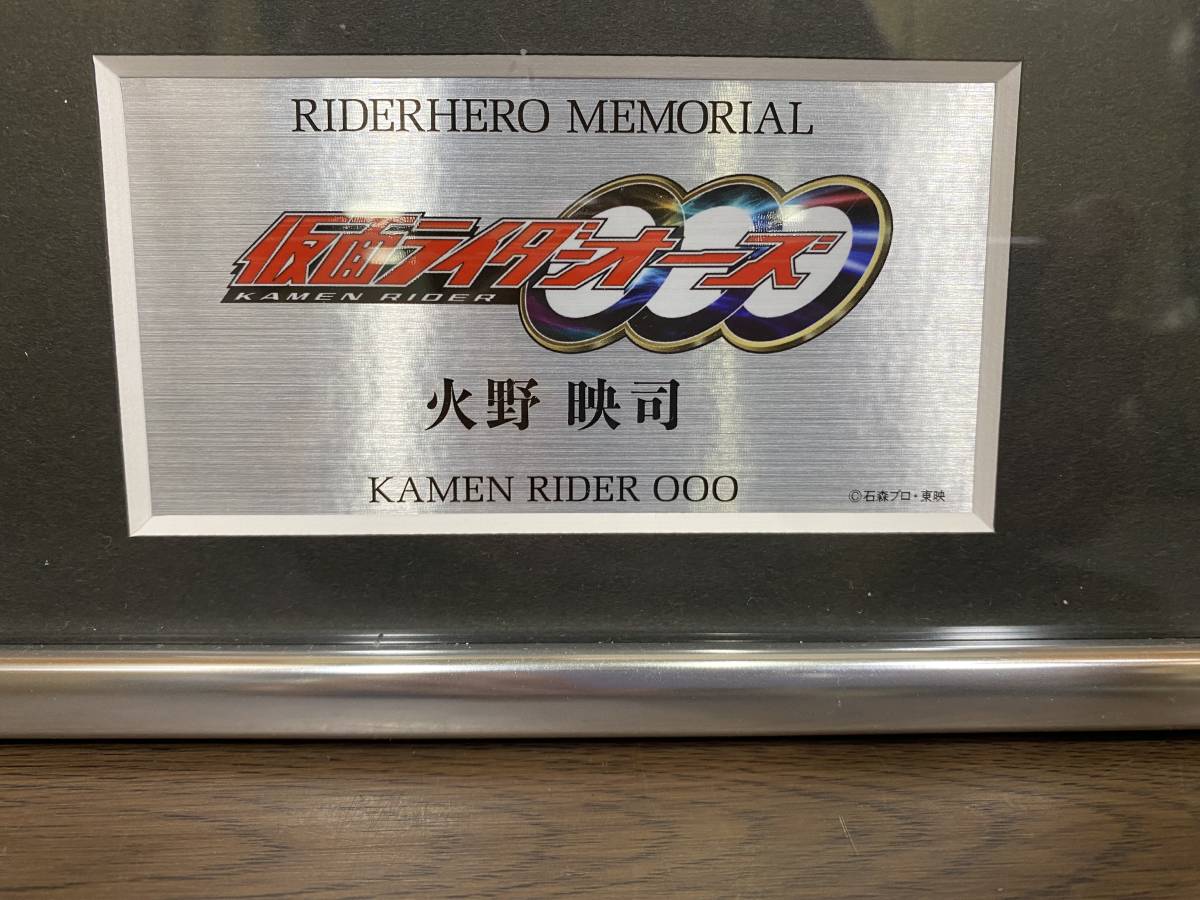 RIDERHERO MEMORIAL
仮面ライダーオーズ
KAMEN RIDER
火野 映司
KAMEN RIDER OOO
©石森プロ・東映